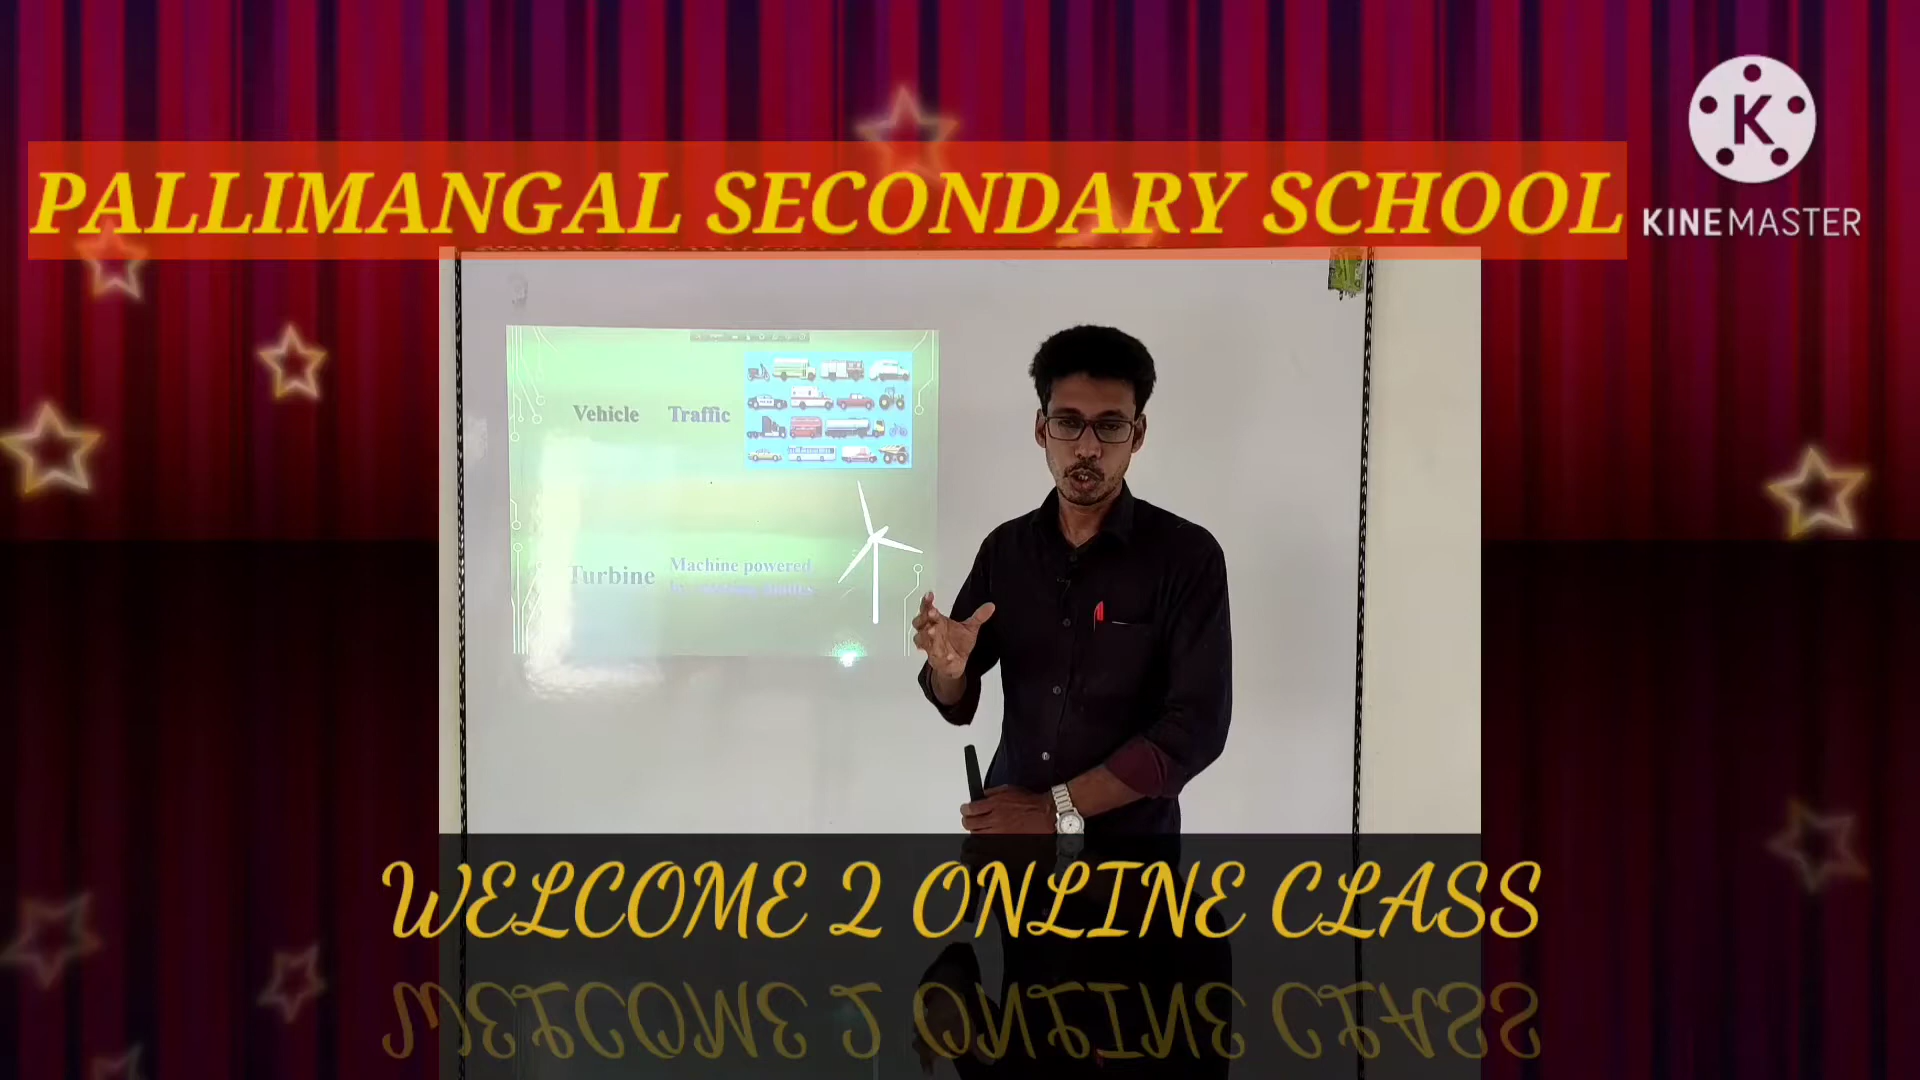 PALLIMANGAL SECONDARY SCHOOL
K
KINEMASTER
Vehicle Traffic
Turbine Machine powered
WELCOME 2 ONLINE CLASS